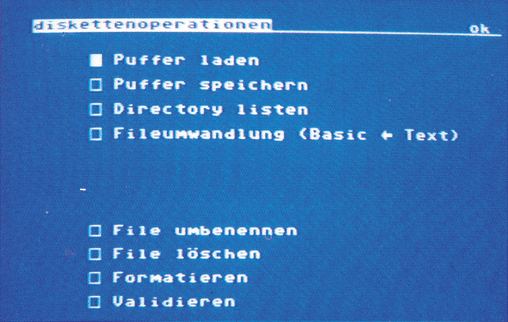 diskettenoperationen
ok
Puffer laden
Puffer speichern
Directory listen
Fileumwandlung (Basic ← Text)
File umbenennen
File löschen
Formatieren
Validieren